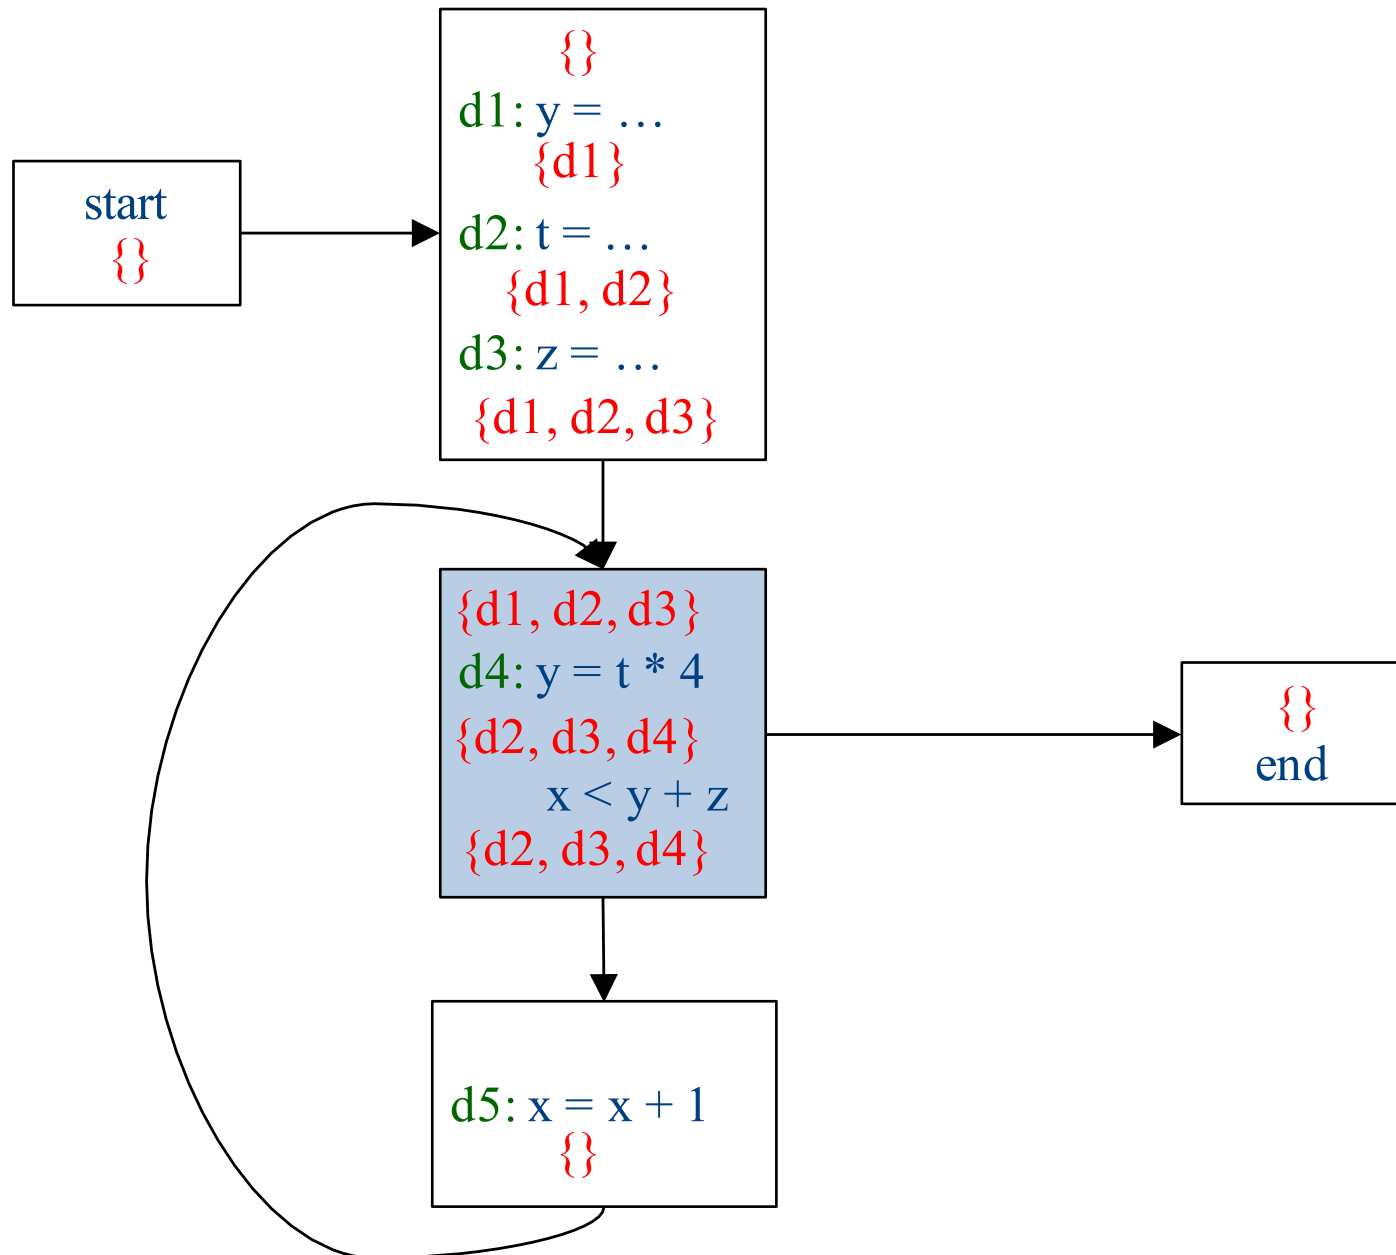 start
{}
{}
d1: y = …
{d1}
d2: t = …
{d1, d2}
d3: z = …
{d1, d2, d3}
{d1, d2, d3}
d4: y = t * 4
{d2, d3, d4}
x < y + z
{d2, d3, d4}
{}
end
d5: x = x + 1
{}